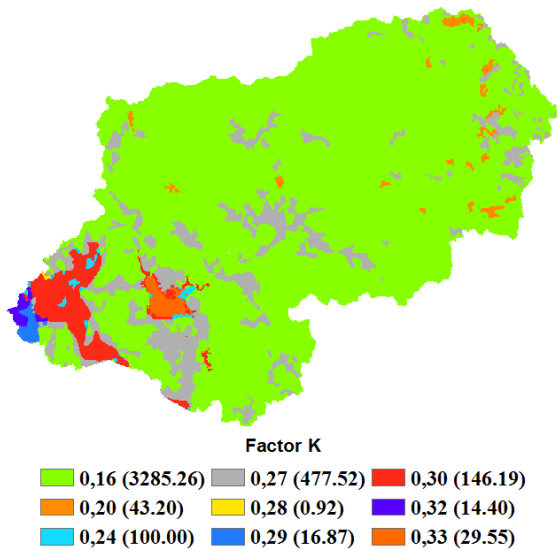 Factor K
0,16 (3285.26) 0,27 (477.52) 0,30 (146.19)
0,20 (43.20) 0,28 (0.92) 0,32 (14.40)
0,24 (100.00) 0,29 (16.87) 0,33 (29.55)